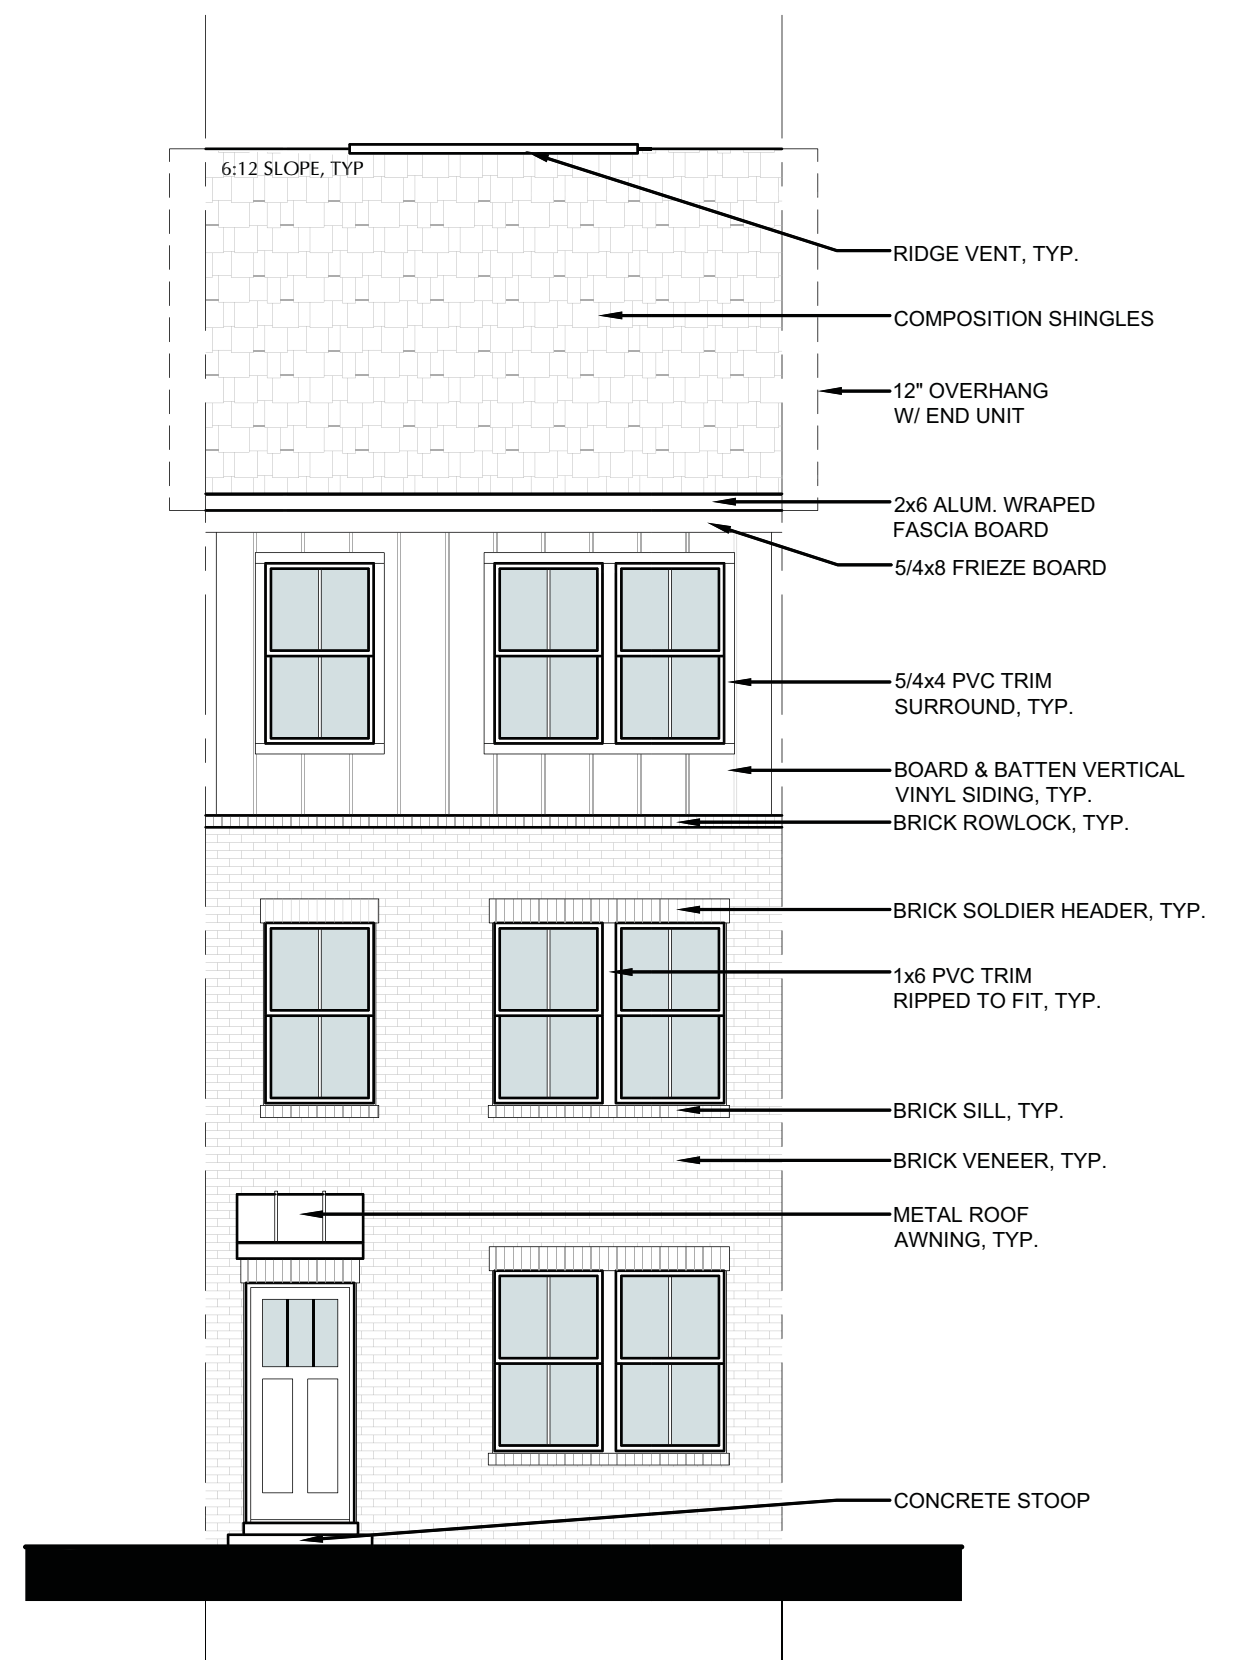 6:12 SLOPE, TYP
RIDGE VENT, TYP.
COMPOSITION SHINGLES
12" OVERHANG
W/ END UNIT
2x6 ALUM. WRAPED
FASCIA BOARD
5/4x8 FRIEZE BOARD
5/4x4 PVC TRIM
SURROUND, TYP.
BOARD & BATTEN VERTICAL
VINYL SIDING, TYP.
BRICK ROWLOCK, TYP.
BRICK SOLDIER HEADER, TYP.
1x6 PVC TRIM
RIPPED TO FIT, TYP.
BRICK SILL, TYP.
BRICK VENEER, TYP.
METAL ROOF
AWNING, TYP.
CONCRETE STOOP